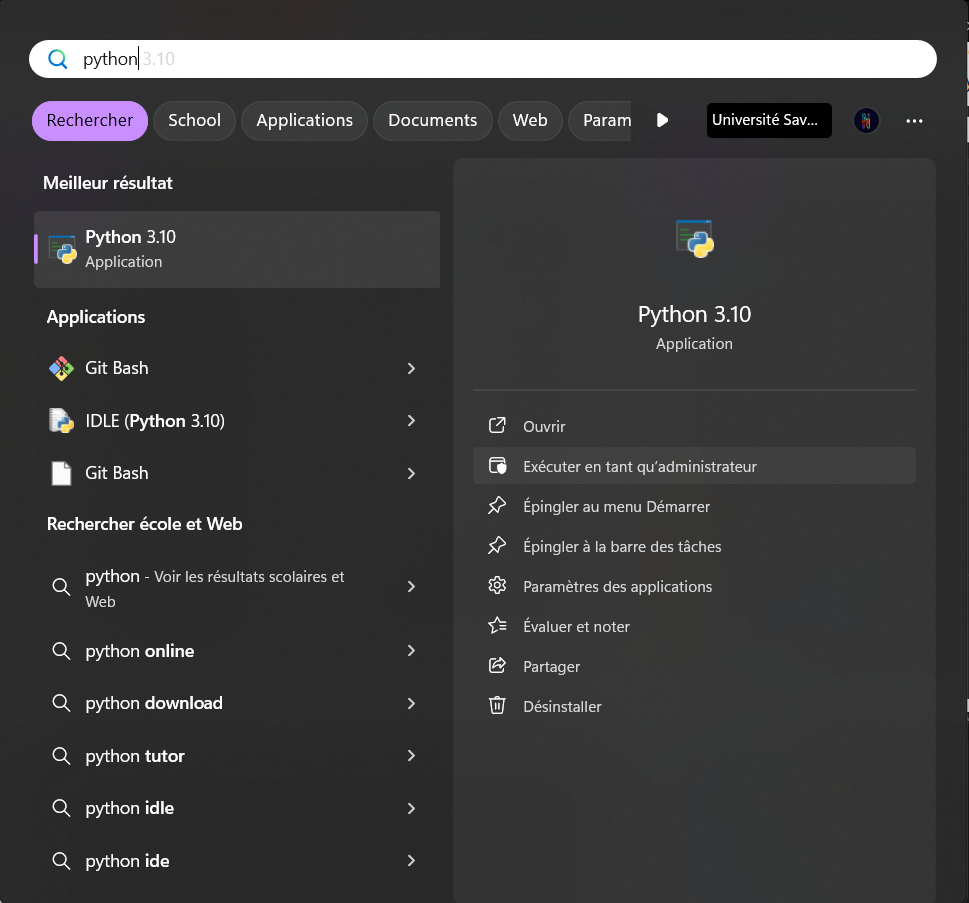 python 3.10
Rechercher School Applications Documents Web Param Université Sav...
Meilleur résultat
Python 3.10
Application
Applications
Git Bash
IDLE (Python 3.10)
Git Bash
Rechercher école et Web
python - Voir les résultats scolaires et
Web
python online
python download
python tutor
python idle
python ide
Python 3.10
Application
Ouvrir
Exécuter en tant qu’administrateur
Épingler au menu Démarrer
Épingler à la barre des tâches
Paramètres des applications
Évaluer et noter
Partager
Désinstaller